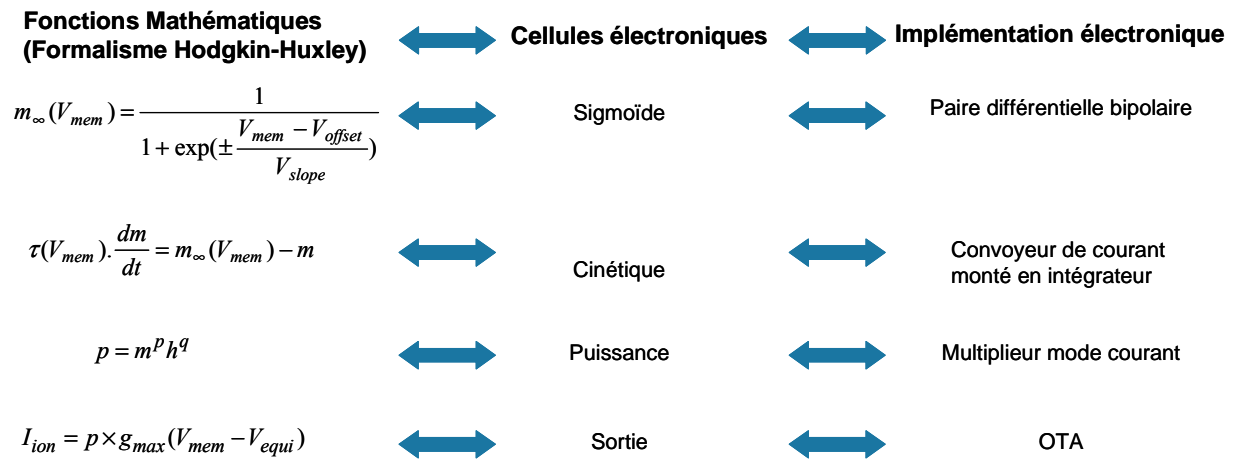 Fonctions Mathématiques
(Formalisme Hodgkin-Huxley)
Cellules électroniques
Implémentation électronique
m∞(Vmem) = 1 / (1 + exp(± (Vmem − Voffset) / Vslope))
Sigmoïde
Paire différentielle bipolaire
τ(Vmem). dm/dt = m∞(Vmem) − m
Cinétique
Convoyeur de courant
monté en intégrateur
p = m^p h^q
Puissance
Multiplieur mode courant
Iion = p × gmax(Vmem − Vequi)
Sortie
OTA